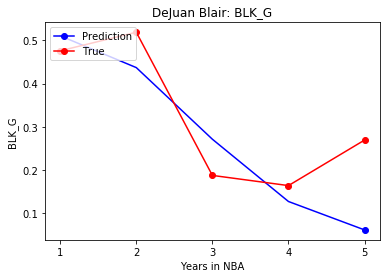 DeJuan Blair: BLK_G
Prediction
True
0.5
0.4
0.3
0.2
0.1
BLK_G
1 2 3 4 5
Years in NBA